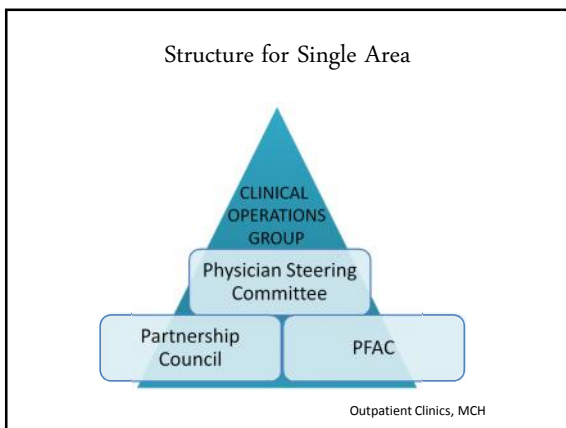 Structure for Single Area
CLINICAL
OPERATIONS
GROUP
Physician Steering
Committee
Partnership
Council
PFAC
Outpatient Clinics, MCH